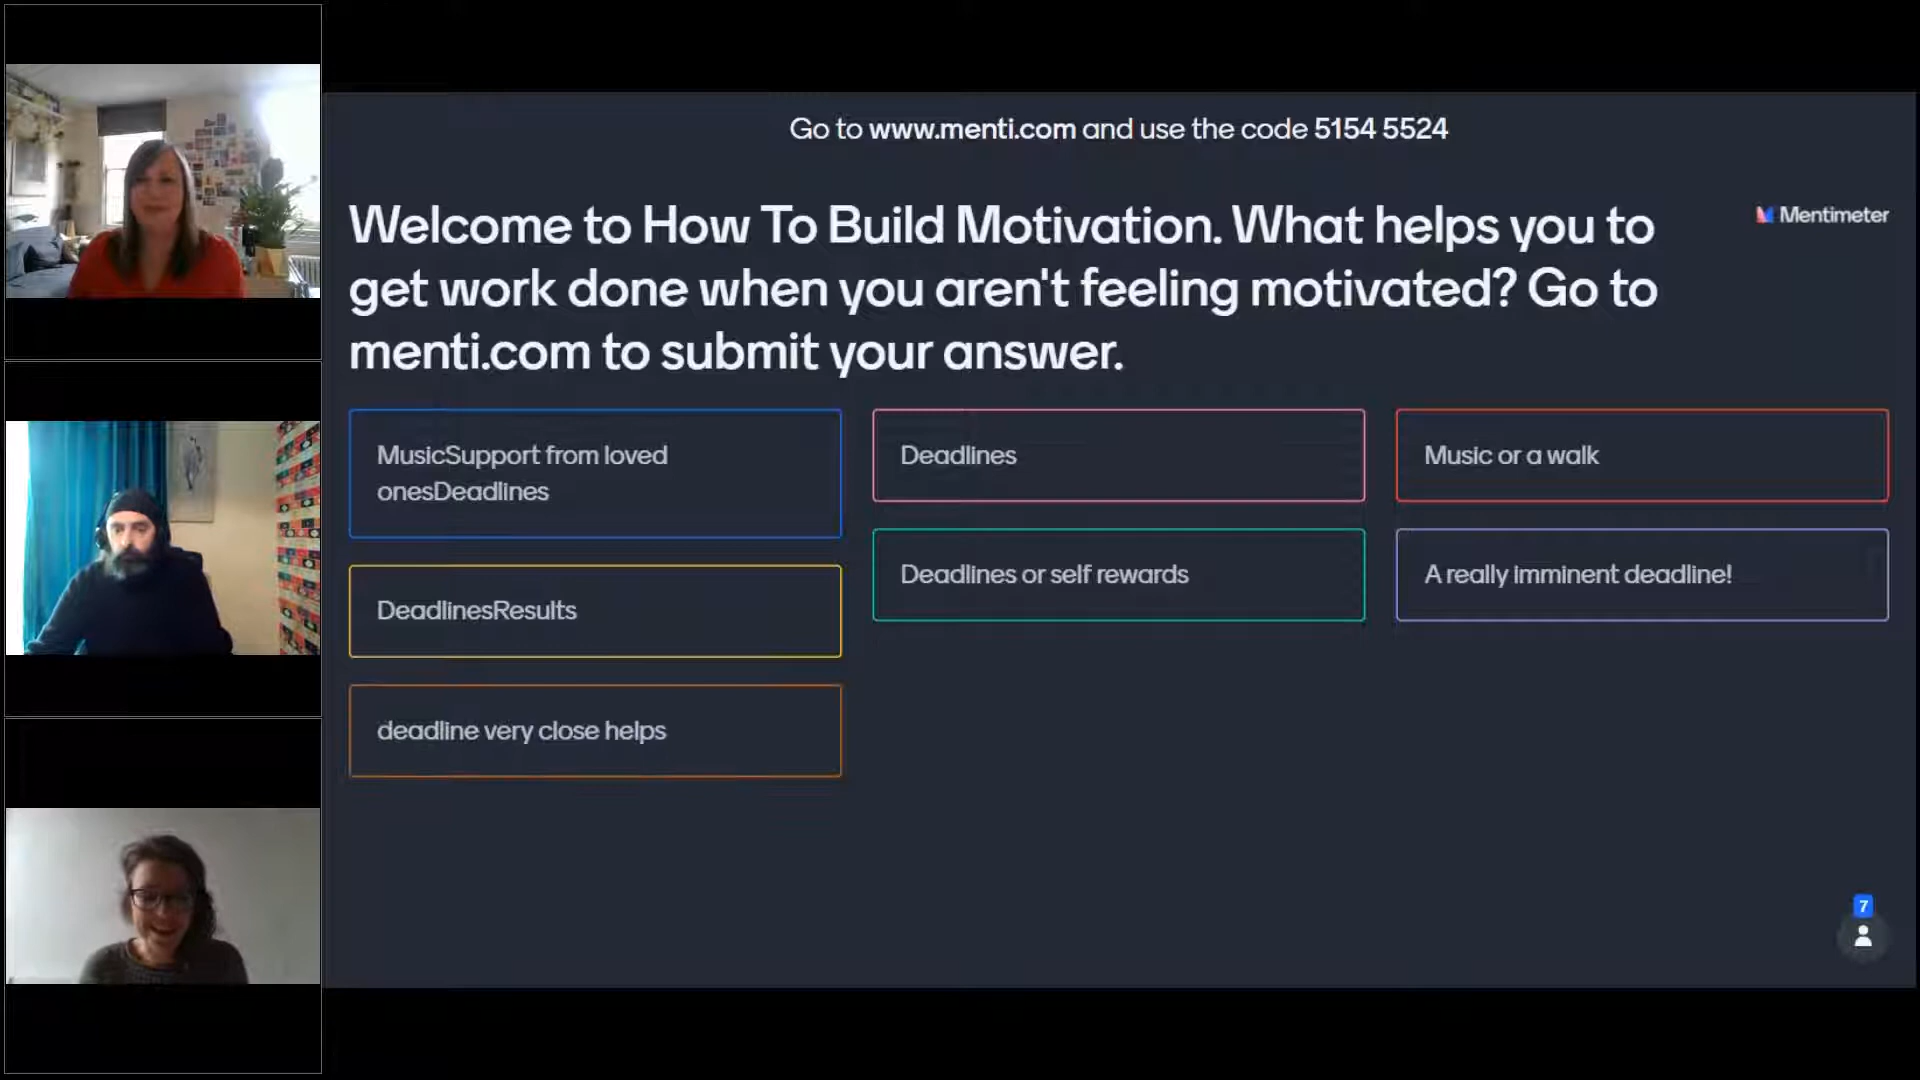 Go to www.menti.com and use the code 5154 5524
Welcome to How To Build Motivation. What helps you to
get work done when you aren't feeling motivated? Go to
menti.com to submit your answer.
Mentimeter
MusicSupport from loved
onesDeadlines
Deadlines
Music or a walk
DeadlinesResults
Deadlines or self rewards
A really imminent deadline!
deadline very close helps
7